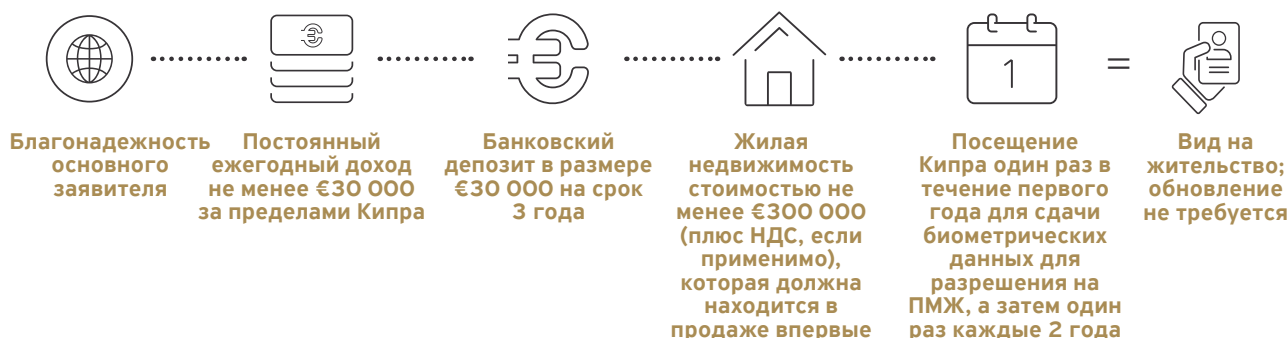 1
=
Благонадежность
основного
заявителя
Постоянный
ежегодный доход
не менее €30 000
за пределами Кипра
Банковский
депозит в размере
€30 000 на срок
3 года
Жилая
недвижимость
стоимостью не
менее €300 000
(плюс НДС, если
применимо),
которая должна
находится в
продаже впервые
Посещение
Кипра один раз в
течение первого
года для сдачи
биометрических
данных для
разрешения на
ПМЖ, а затем один
раз каждые 2 года
Вид на
жительство;
обновление
не требуется